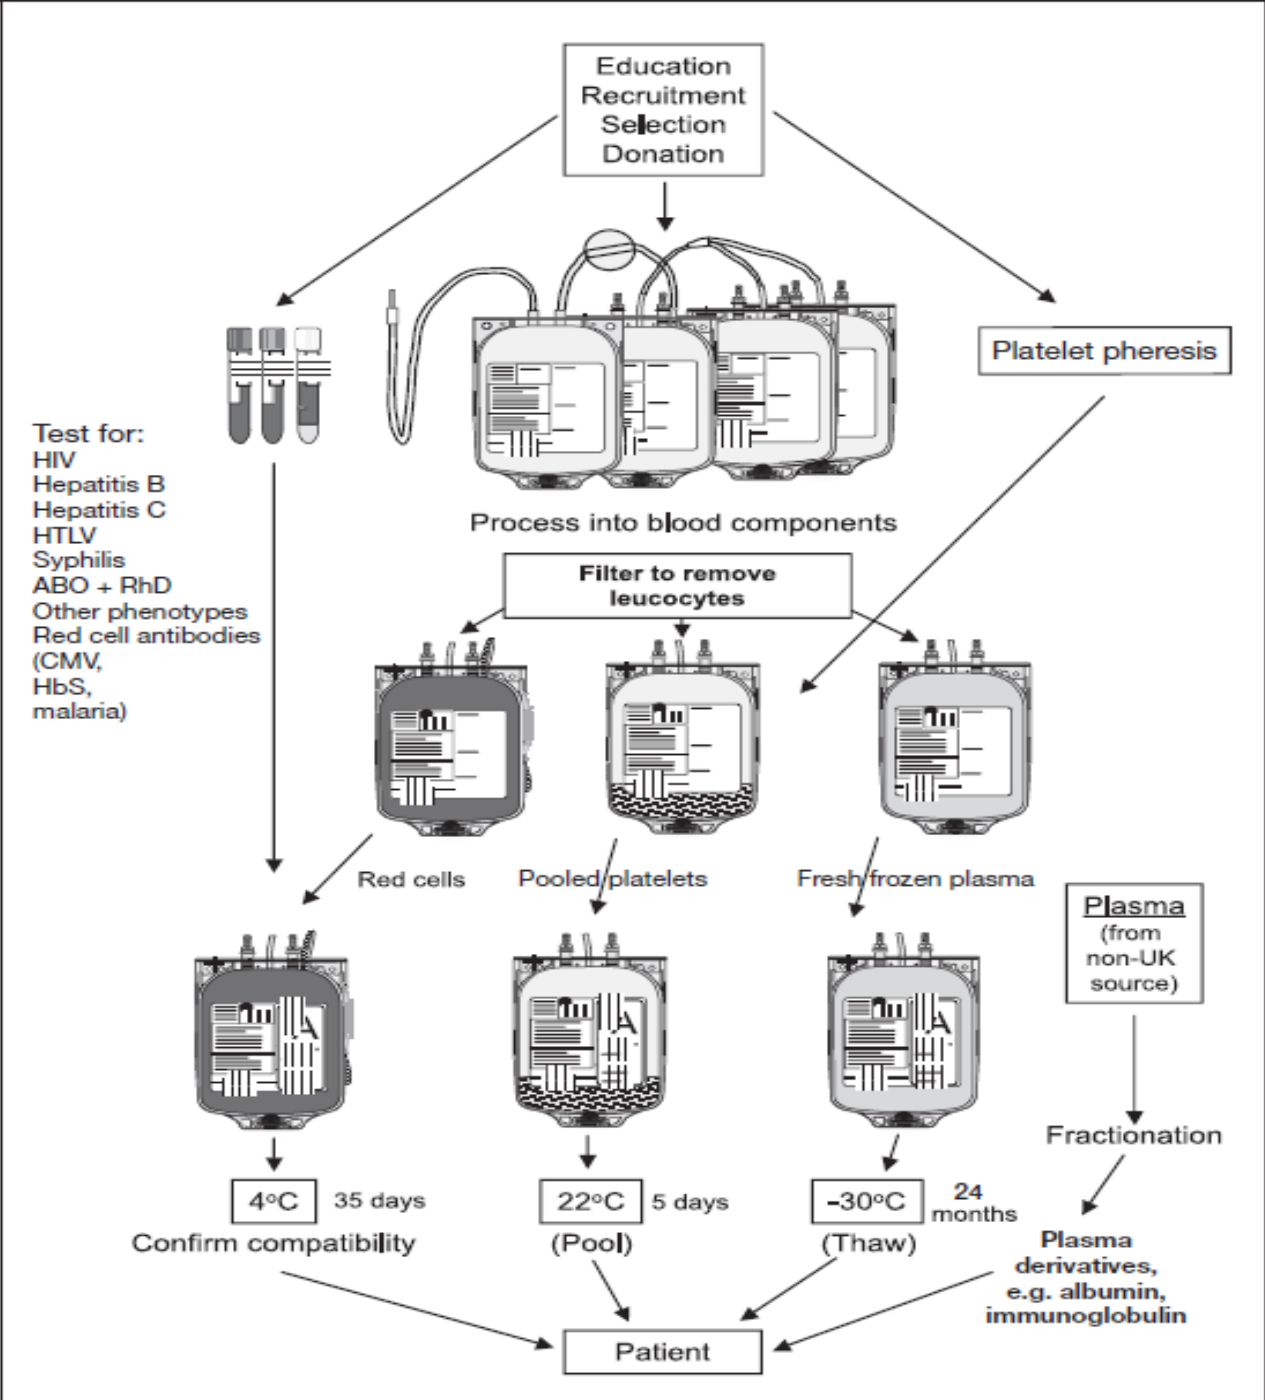 Education
Recruitment
Selection
Donation
Platelet pheresis
Test for:
HIV
Hepatitis B
Hepatitis C
HTLV
Syphilis
ABO + RhD
Other phenotypes
Red cell antibodies
(CMV,
HbS,
malaria)
Process into blood components
Filter to remove
leucocytes
Red cells
Pooled platelets
Fresh frozen plasma
Plasma
(from
non-UK
source)
A
A
A
Fractionation
4°C 35 days
Confirm compatibility
22°C 5 days
(Pool)
–30°C 24
months
(Thaw)
Plasma
derivatives,
e.g. albumin,
immunoglobulin
Patient